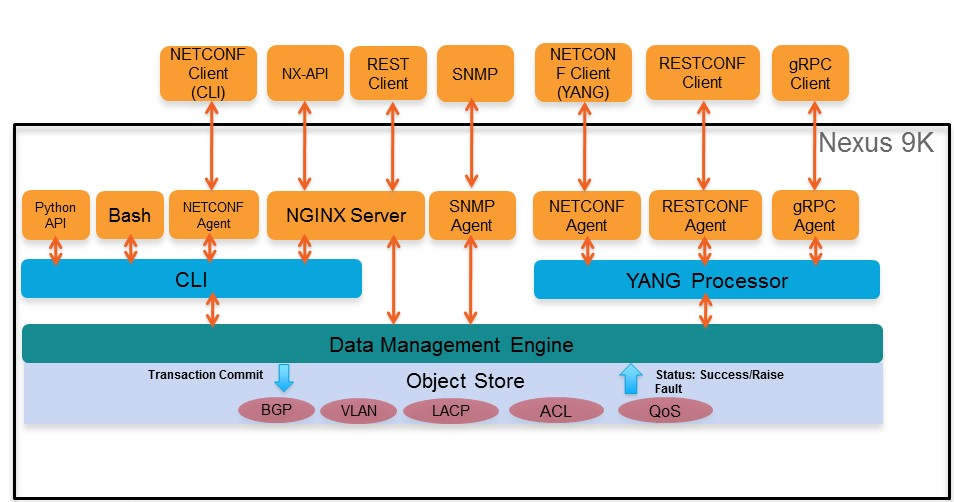 NETCONF
Client
(CLI)
NX-API
REST
Client
SNMP
NETCON
F Client
(YANG)
RESTCONF
Client
gRPC
Client
Nexus 9K
Python
API
Bash
NETCONF
Agent
NGINX Server
SNMP
Agent
NETCONF
Agent
RESTCONF
Agent
gRPC
Agent
CLI
YANG Processor
Data Management Engine
Transaction Commit
Object Store
Status: Success/Raise
Fault
BGP
VLAN
LACP
ACL
QoS